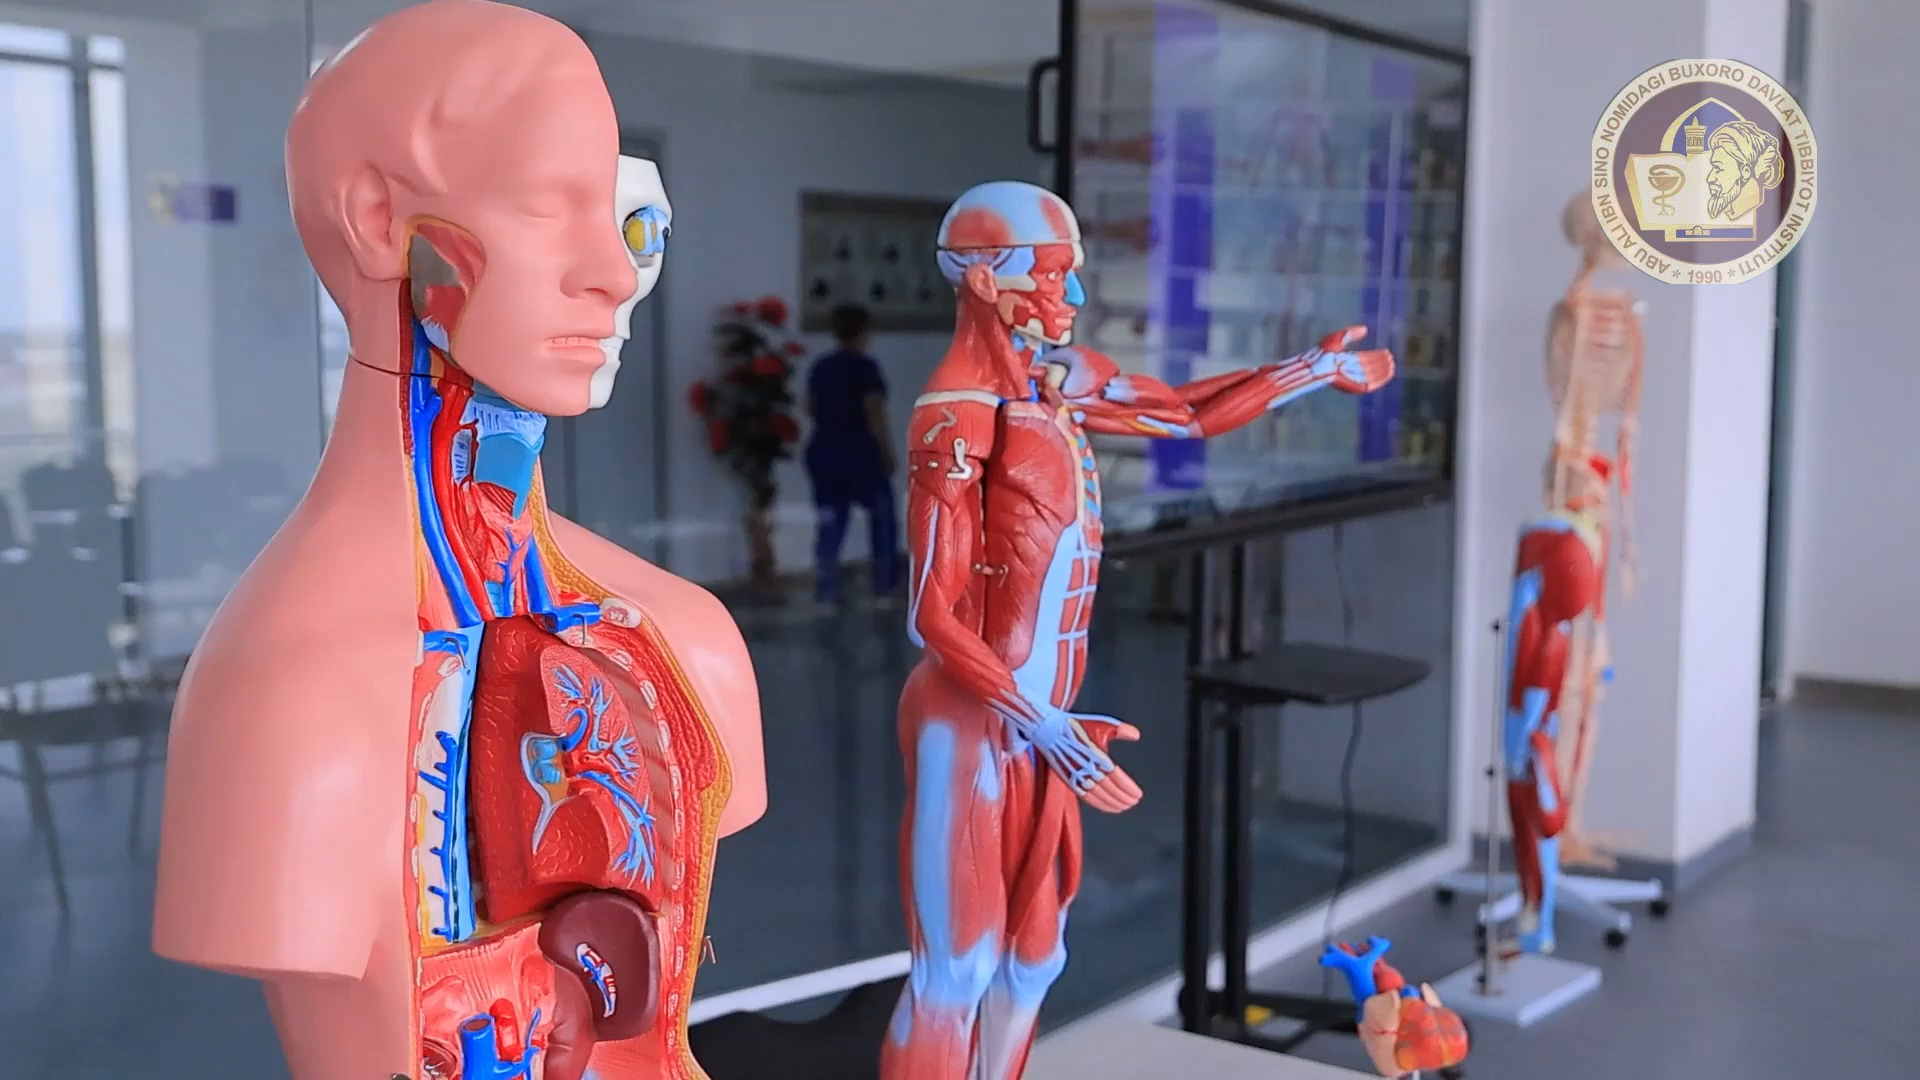 ABU ALI IBN SINO NOMIDAGI BUXORO DAVLAT TIBBIYOT INSTITUTI
* 1990 *